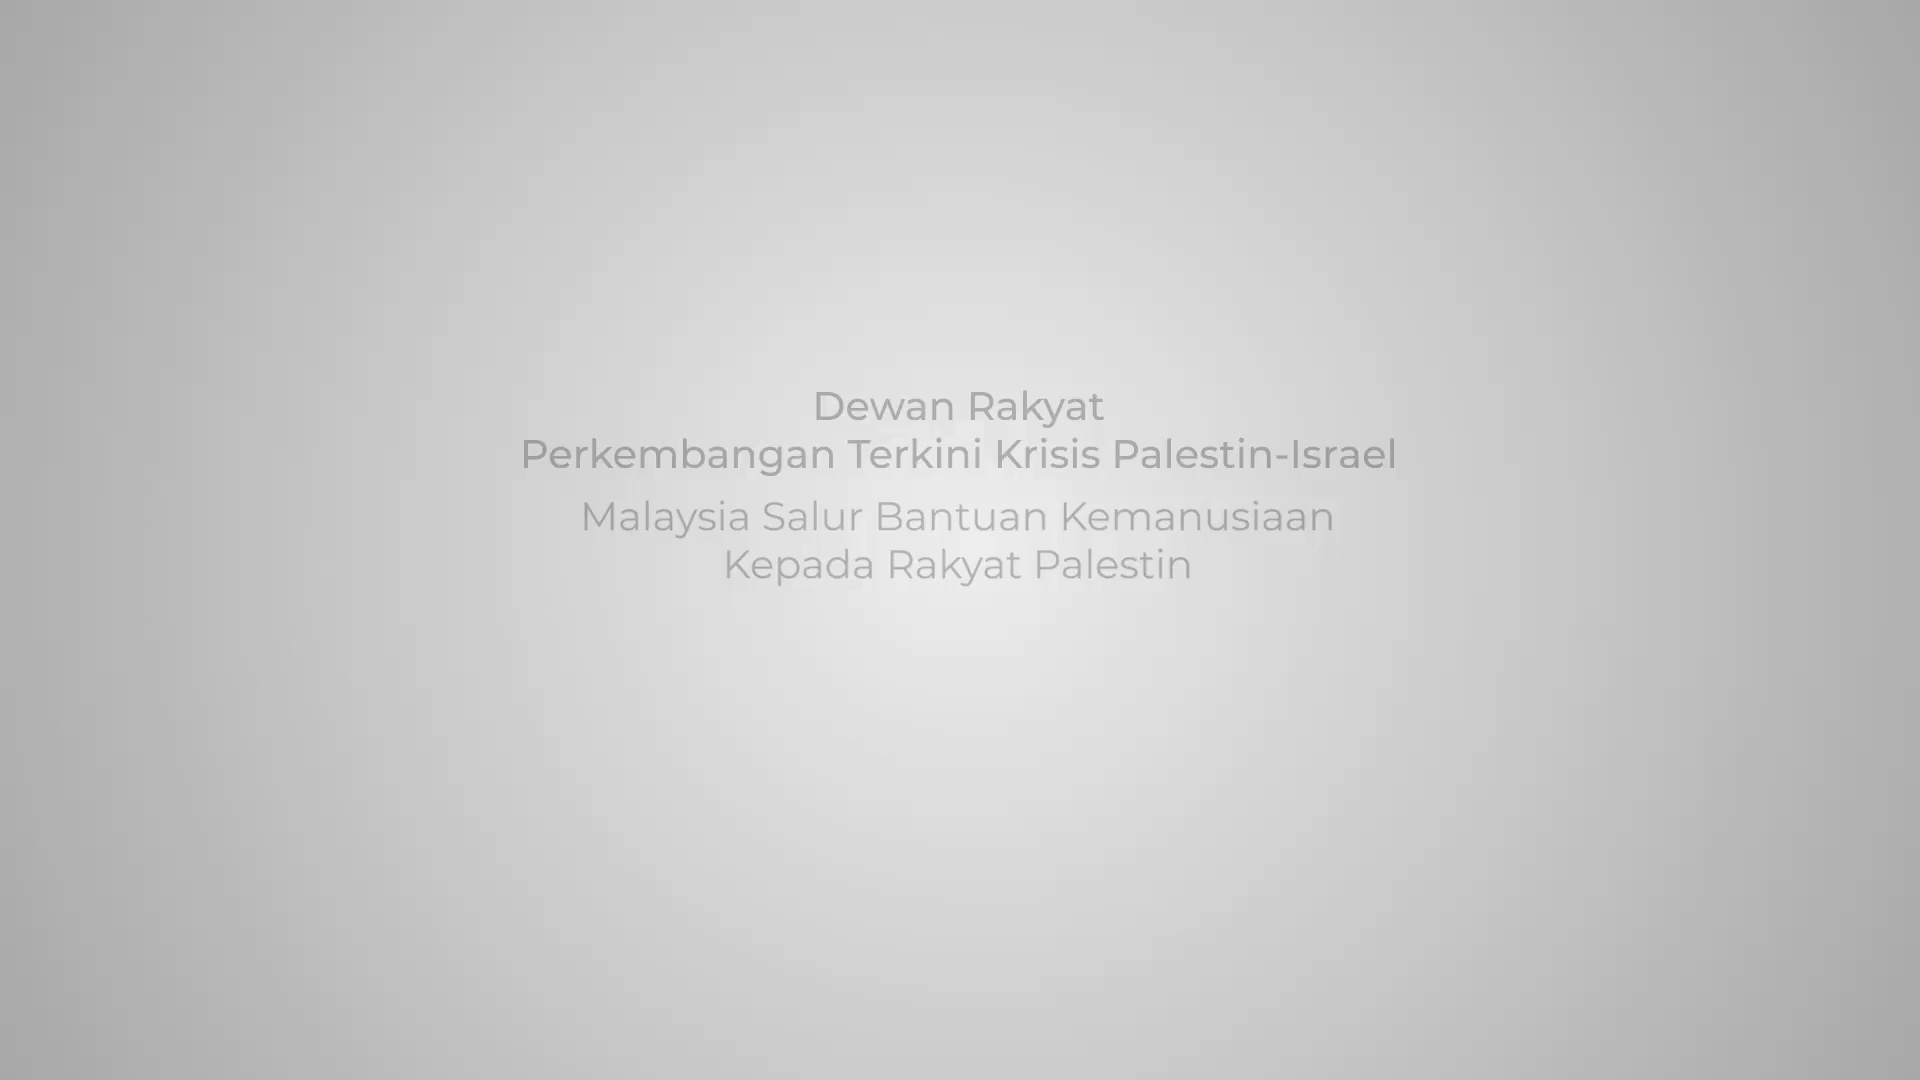 Dewan Rakyat
Perkembangan Terkini Krisis Palestin-Israel
Malaysia Salur Bantuan Kemanusiaan
Kepada Rakyat Palestin